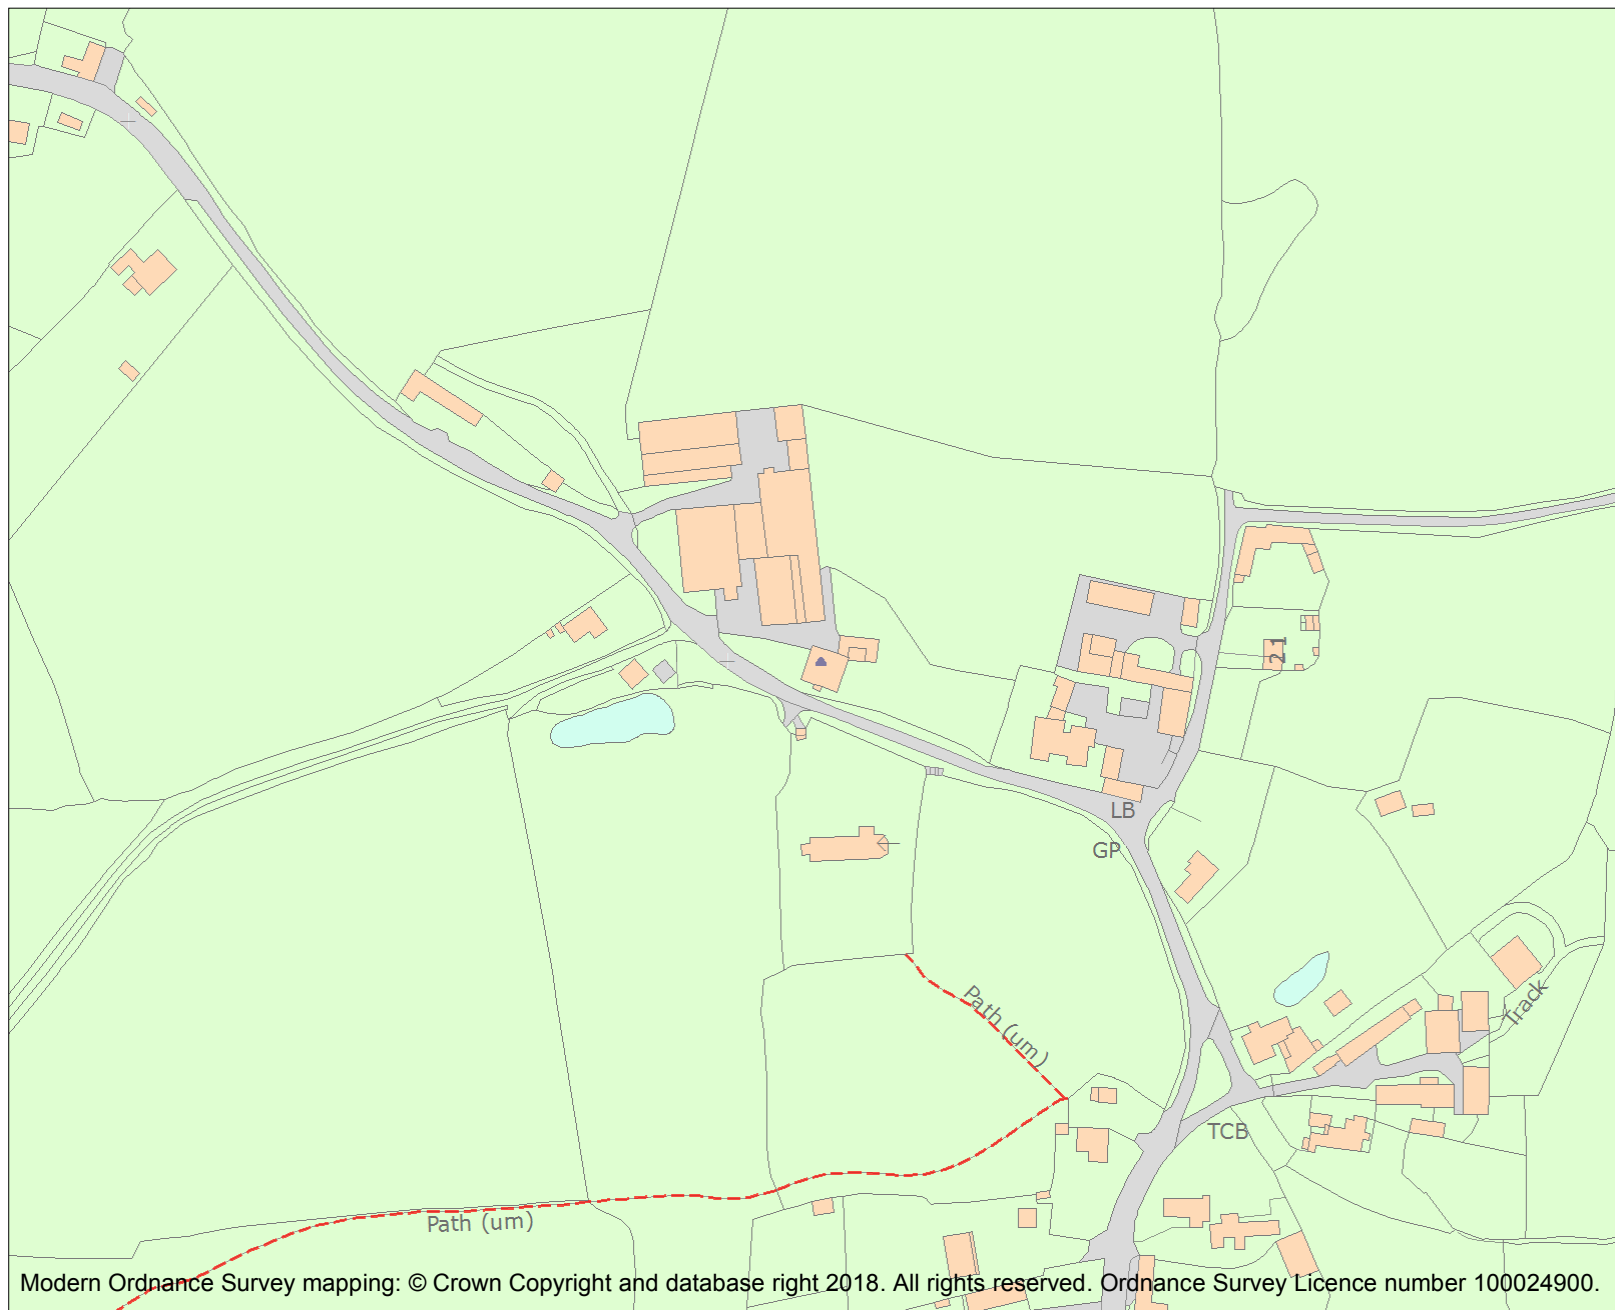 21
LB
GP
Path (um)
Track
TCB
Path (um)
Modern Ordnance Survey mapping: © Crown Copyright and database right 2018. All rights reserved. Ordnance Survey Licence number 100024900.